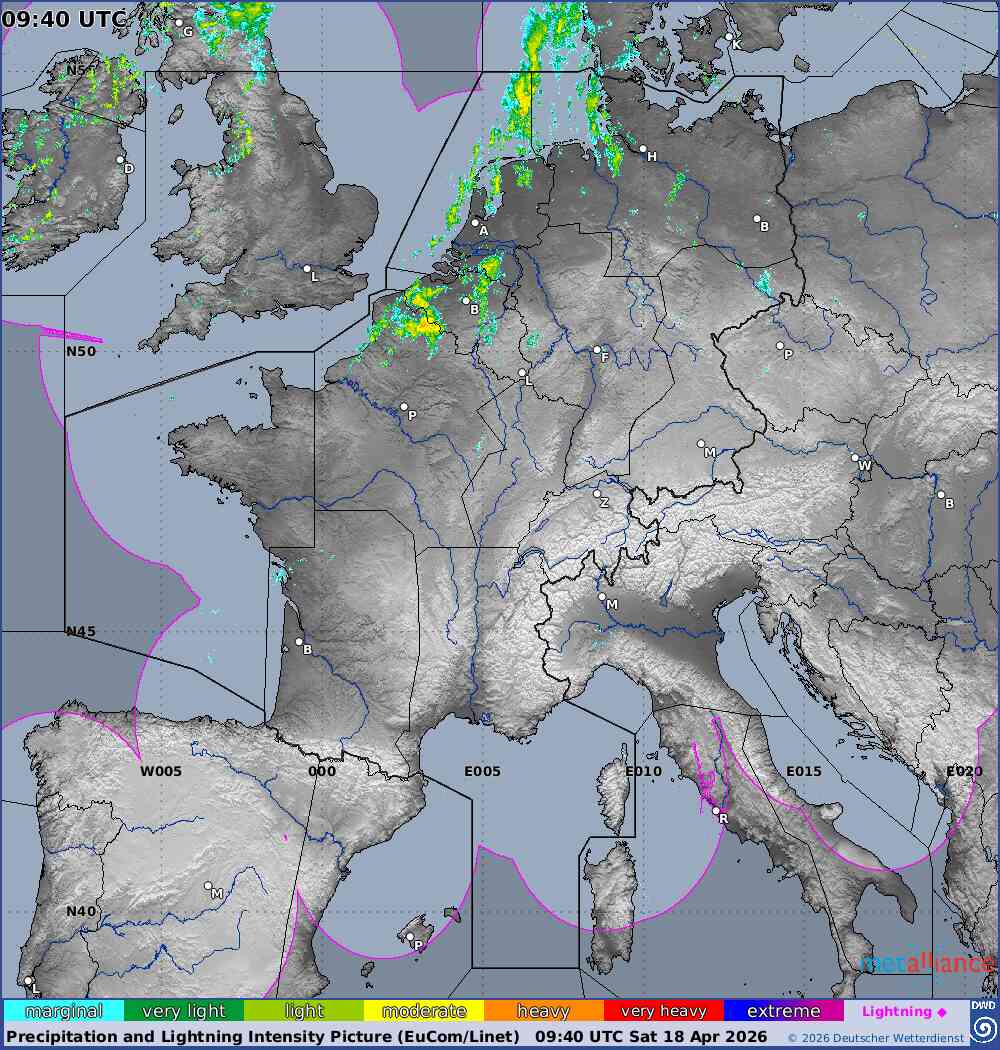 09:40 UTC
G
K
N55
H
D
A
B
L
B
N50
F
P
L
P
M
W
Z
B
M
N45
B
W005
000
E005
E010
E015
E020
R
M
N40
P
L
metalliance
marginal
very light
light
moderate
heavy
very heavy
extreme
Lightning ◆
DWD
Precipitation and Lightning Intensity Picture (EuCom/Linet) 09:40 UTC Sat 18 Apr 2026
© 2026 Deutscher Wetterdienst